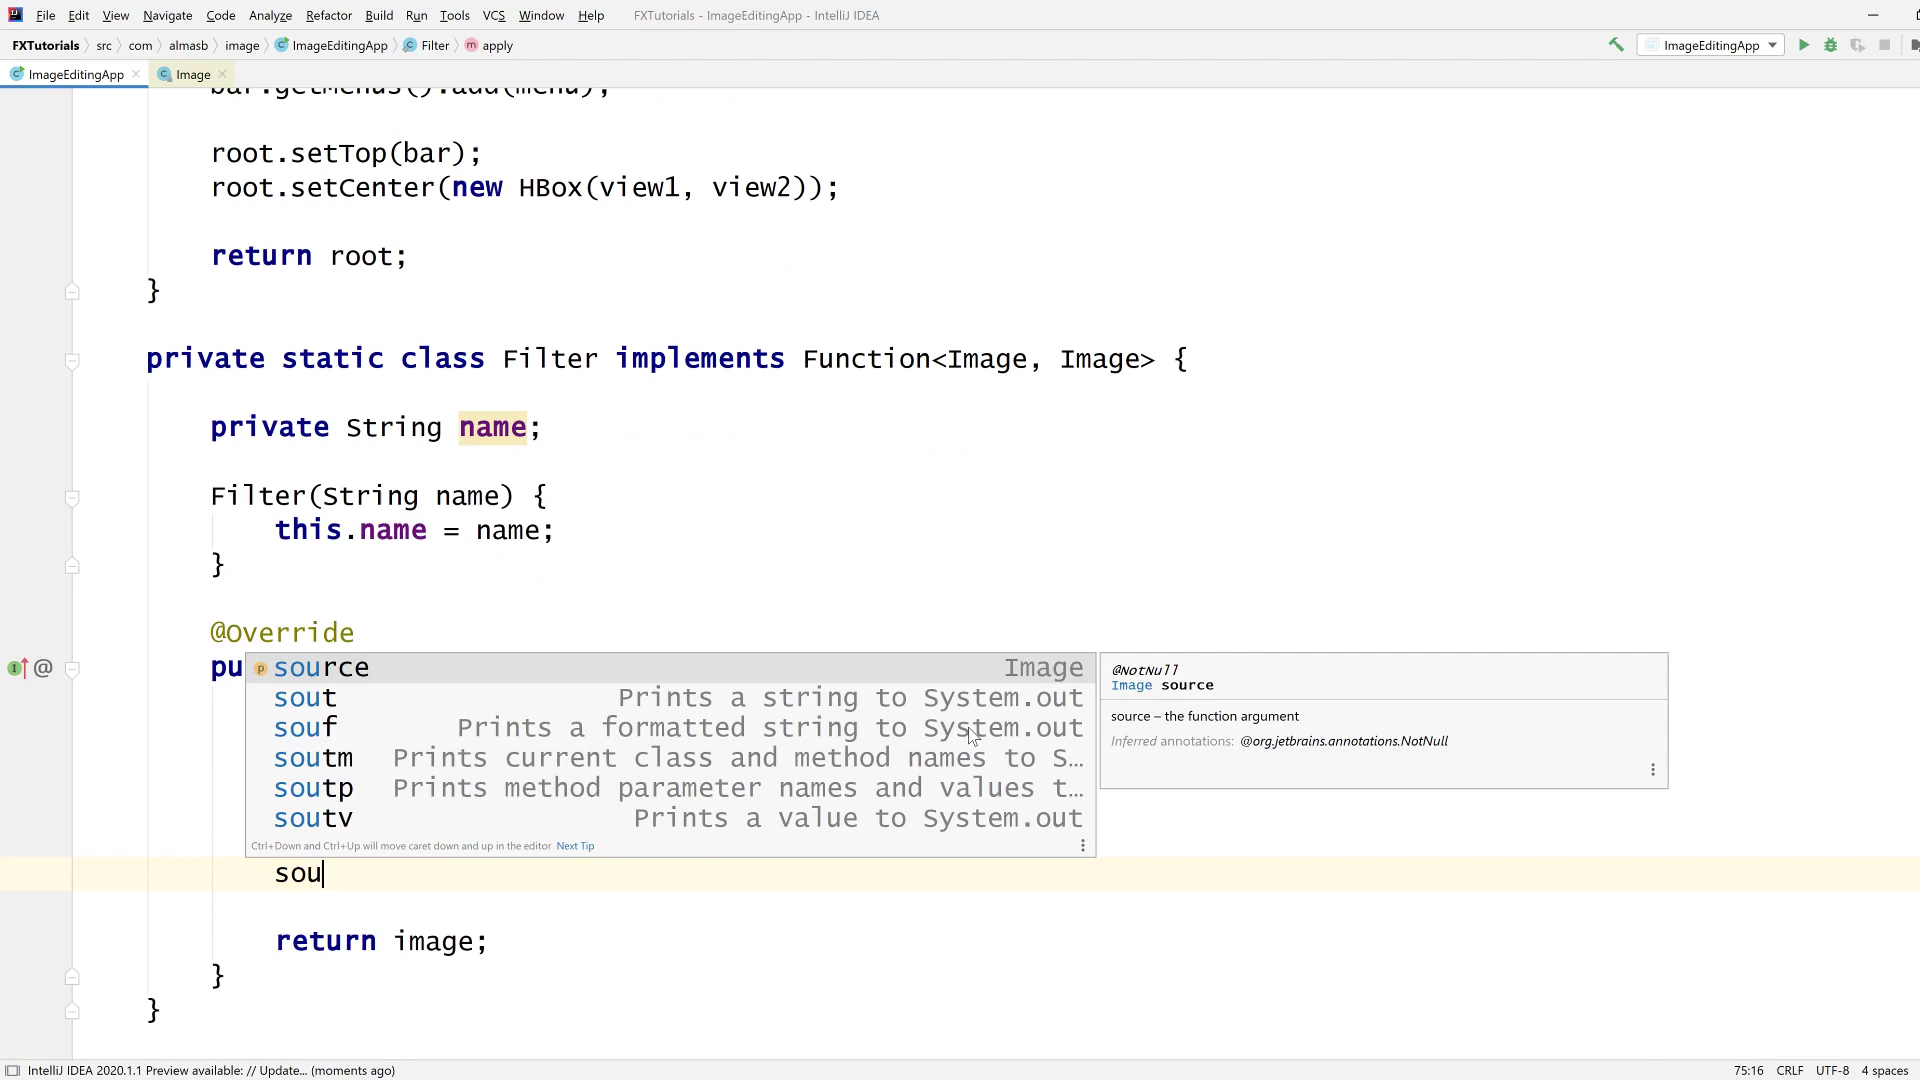 File Edit View Navigate Code Analyze Refactor Build Run Tools VCS Window Help FXTutorials - ImageEditingApp - IntelliJ IDEA
FXTutorials src com almasb image ImageEditingApp Filter apply ImageEditingApp
ImageEditingApp Image
bar.getMenus().add(menu);
root.setTop(bar);
root.setCenter(new HBox(view1, view2));
return root;
}
private static class Filter implements Function<Image, Image> {
private String name;
Filter(String name) {
this.name = name;
}
@Override
pu
source Image
sout Prints a string to System.out
souf Prints a formatted string to System.out
soutm Prints current class and method names to S…
soutp Prints method parameter names and values t…
soutv Prints a value to System.out
Ctrl+Down and Ctrl+Up will move caret down and up in the editor Next Tip
@NotNull
Image source
source – the function argument
Inferred annotations: @org.jetbrains.annotations.NotNull
sou
return image;
}
}
IntelliJ IDEA 2020.1.1 Preview available: // Update... (moments ago) 75:16 CRLF UTF-8 4 spaces